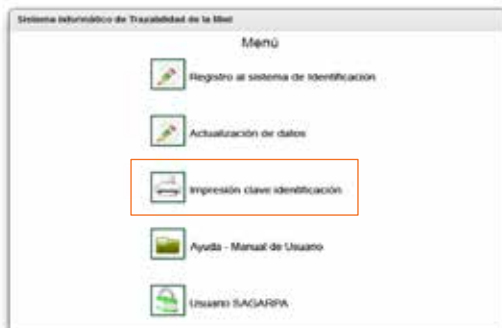 Sistema Informático de Trazabilidad de la Miel
Menú
Registro al sistema de identificación
Actualización de datos
Impresión clave identificación
Ayuda - Manual de Usuario
Usuario SAGARPA